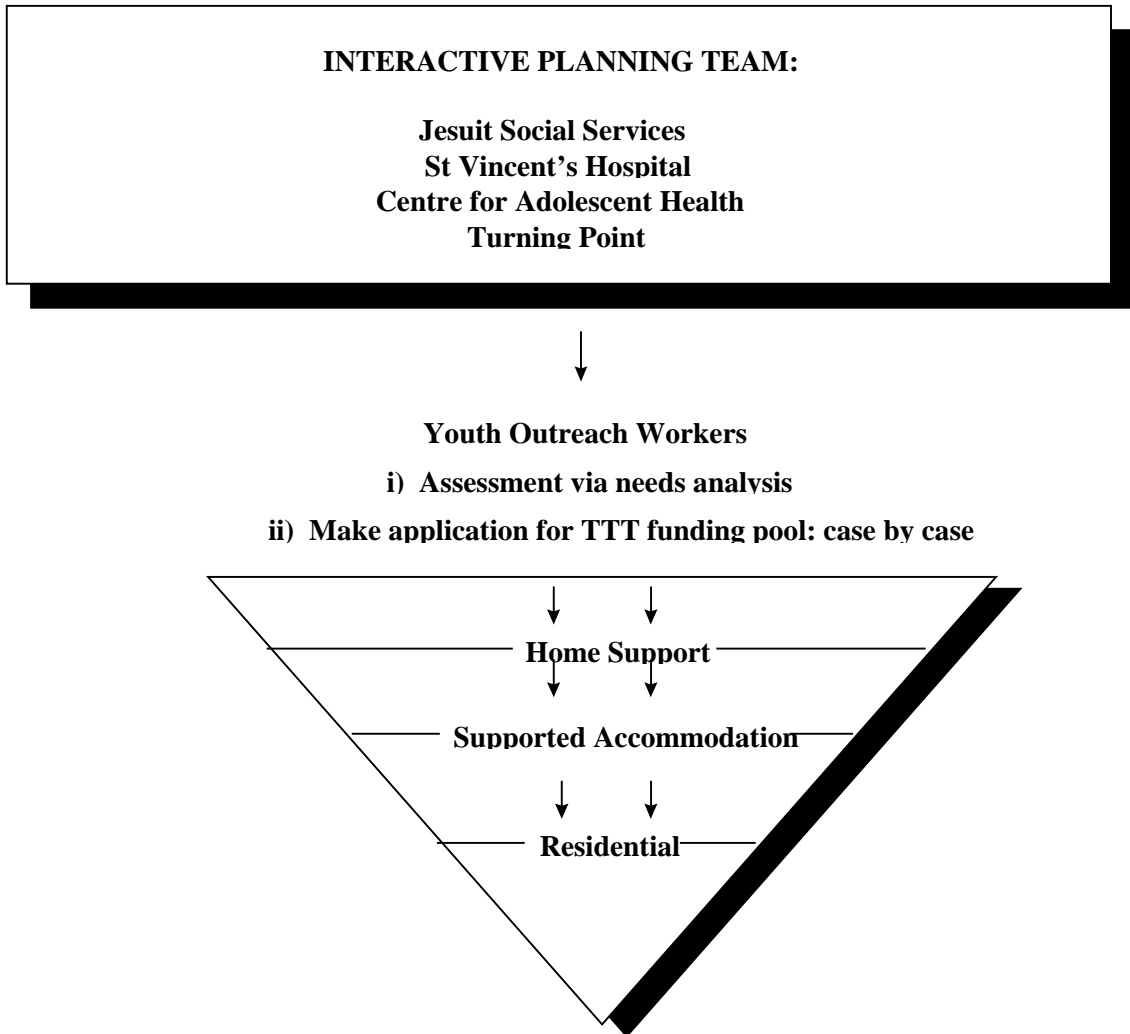 INTERACTIVE PLANNING TEAM:
Jesuit Social Services
St Vincent’s Hospital
Centre for Adolescent Health
Turning Point
Youth Outreach Workers
i) Assessment via needs analysis
ii) Make application for TTT funding pool: case by case
Home Support
Supported Accommodation
Residential